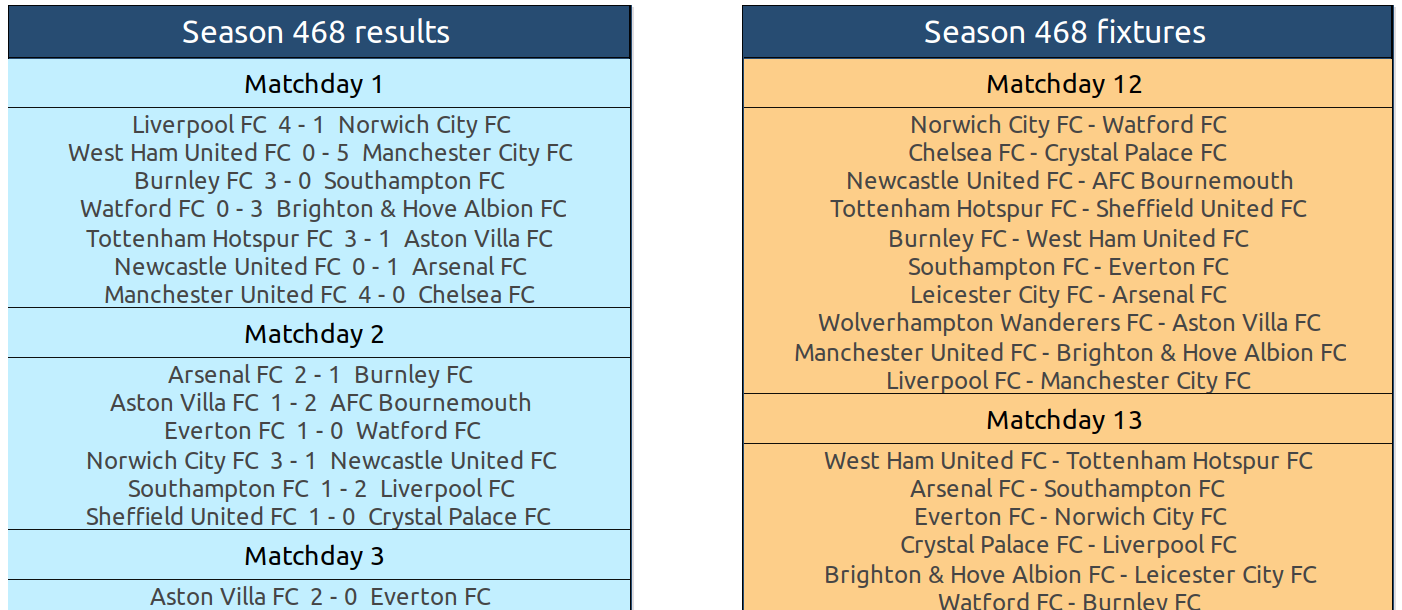 Season 468 results
Matchday 1
Liverpool FC 4 - 1 Norwich City FC
West Ham United FC 0 - 5 Manchester City FC
Burnley FC 3 - 0 Southampton FC
Watford FC 0 - 3 Brighton & Hove Albion FC
Tottenham Hotspur FC 3 - 1 Aston Villa FC
Newcastle United FC 0 - 1 Arsenal FC
Manchester United FC 4 - 0 Chelsea FC
Matchday 2
Arsenal FC 2 - 1 Burnley FC
Aston Villa FC 1 - 2 AFC Bournemouth
Everton FC 1 - 0 Watford FC
Norwich City FC 3 - 1 Newcastle United FC
Southampton FC 1 - 2 Liverpool FC
Sheffield United FC 1 - 0 Crystal Palace FC
Matchday 3
Aston Villa FC 2 - 0 Everton FC
Season 468 fixtures
Matchday 12
Norwich City FC - Watford FC
Chelsea FC - Crystal Palace FC
Newcastle United FC - AFC Bournemouth
Tottenham Hotspur FC - Sheffield United FC
Burnley FC - West Ham United FC
Southampton FC - Everton FC
Leicester City FC - Arsenal FC
Wolverhampton Wanderers FC - Aston Villa FC
Manchester United FC - Brighton & Hove Albion FC
Liverpool FC - Manchester City FC
Matchday 13
West Ham United FC - Tottenham Hotspur FC
Arsenal FC - Southampton FC
Everton FC - Norwich City FC
Crystal Palace FC - Liverpool FC
Brighton & Hove Albion FC - Leicester City FC
Watford FC - Burnley FC